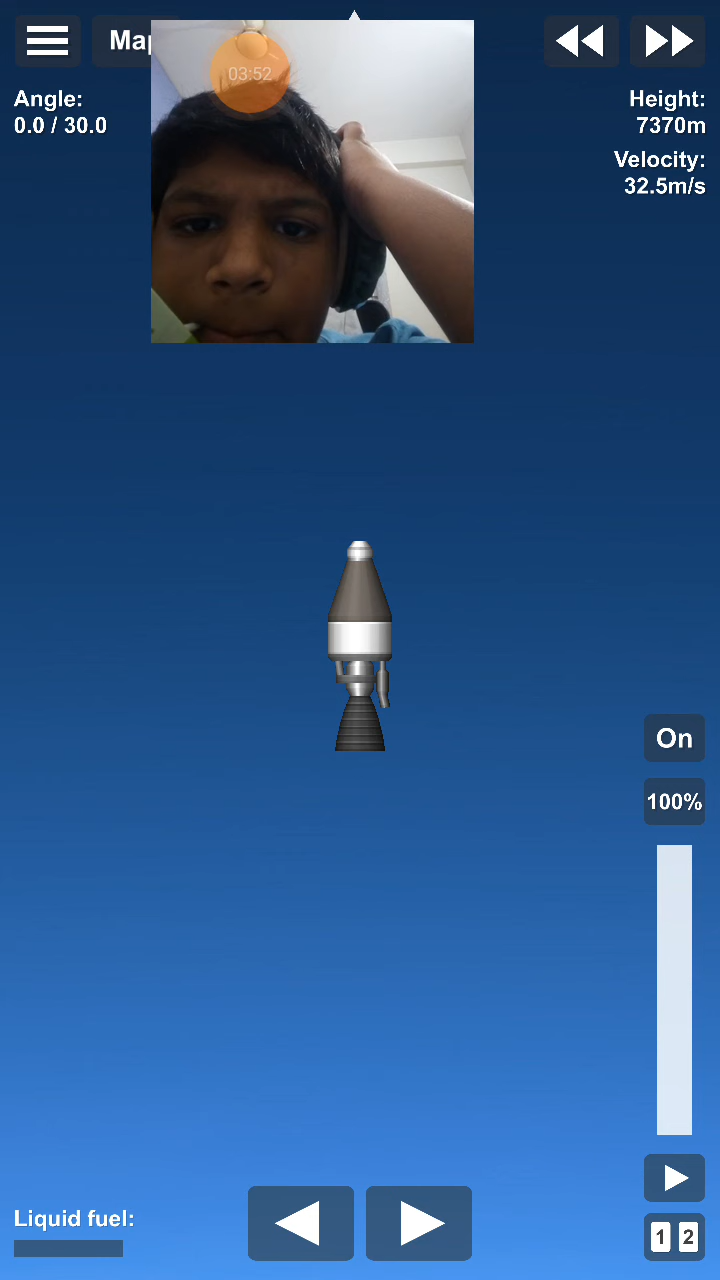 Map
03:52
Angle:
0.0 / 30.0
Height:
7370m
Velocity:
32.5m/s
On
100%
Liquid fuel:
1 2